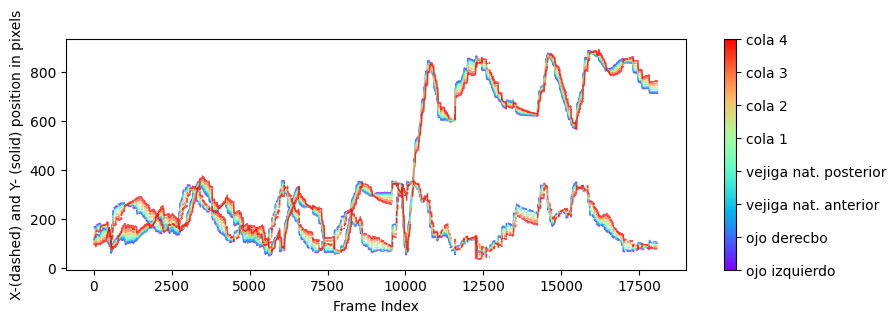 X-(dashed) and Y- (solid) position in pixels
800
600
400
200
0
0 2500 5000 7500 10000 12500 15000 17500
Frame Index
cola 4
cola 3
cola 2
cola 1
vejiga nat. posterior
vejiga nat. anterior
ojo derecbo
ojo izquierdo